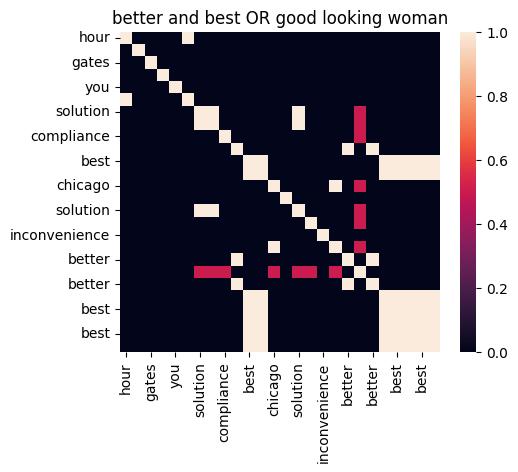 better and best OR good looking woman
hour
gates
you
solution
compliance
best
chicago
solution
inconvenience
better
better
best
best
1.0
0.8
0.6
0.4
0.2
0.0
hour
gates
you
solution
compliance
best
chicago
solution
inconvenience
better
better
best
best